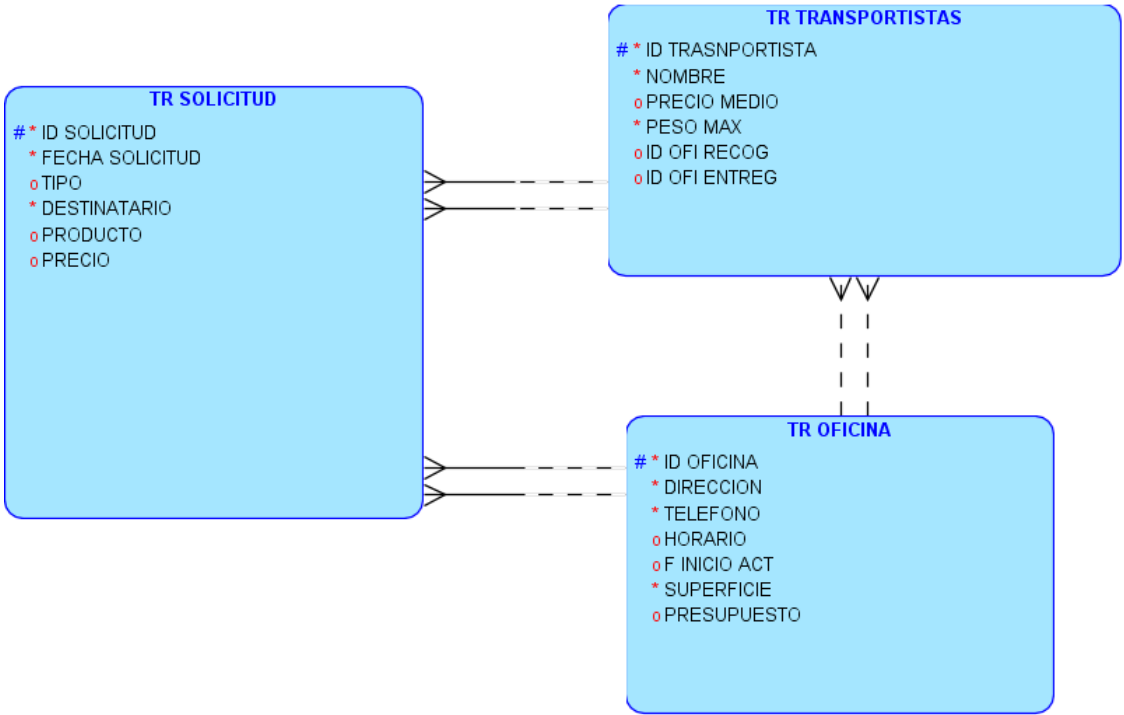 TR SOLICITUD
# * ID SOLICITUD
* FECHA SOLICITUD
o TIPO
* DESTINATARIO
o PRODUCTO
o PRECIO
TR TRANSPORTISTAS
# * ID TRASNPORTISTA
* NOMBRE
o PRECIO MEDIO
* PESO MAX
o ID OFI RECOG
o ID OFI ENTREG
TR OFICINA
# * ID OFICINA
* DIRECCION
* TELEFONO
o HORARIO
o F INICIO ACT
* SUPERFICIE
o PRESUPUESTO